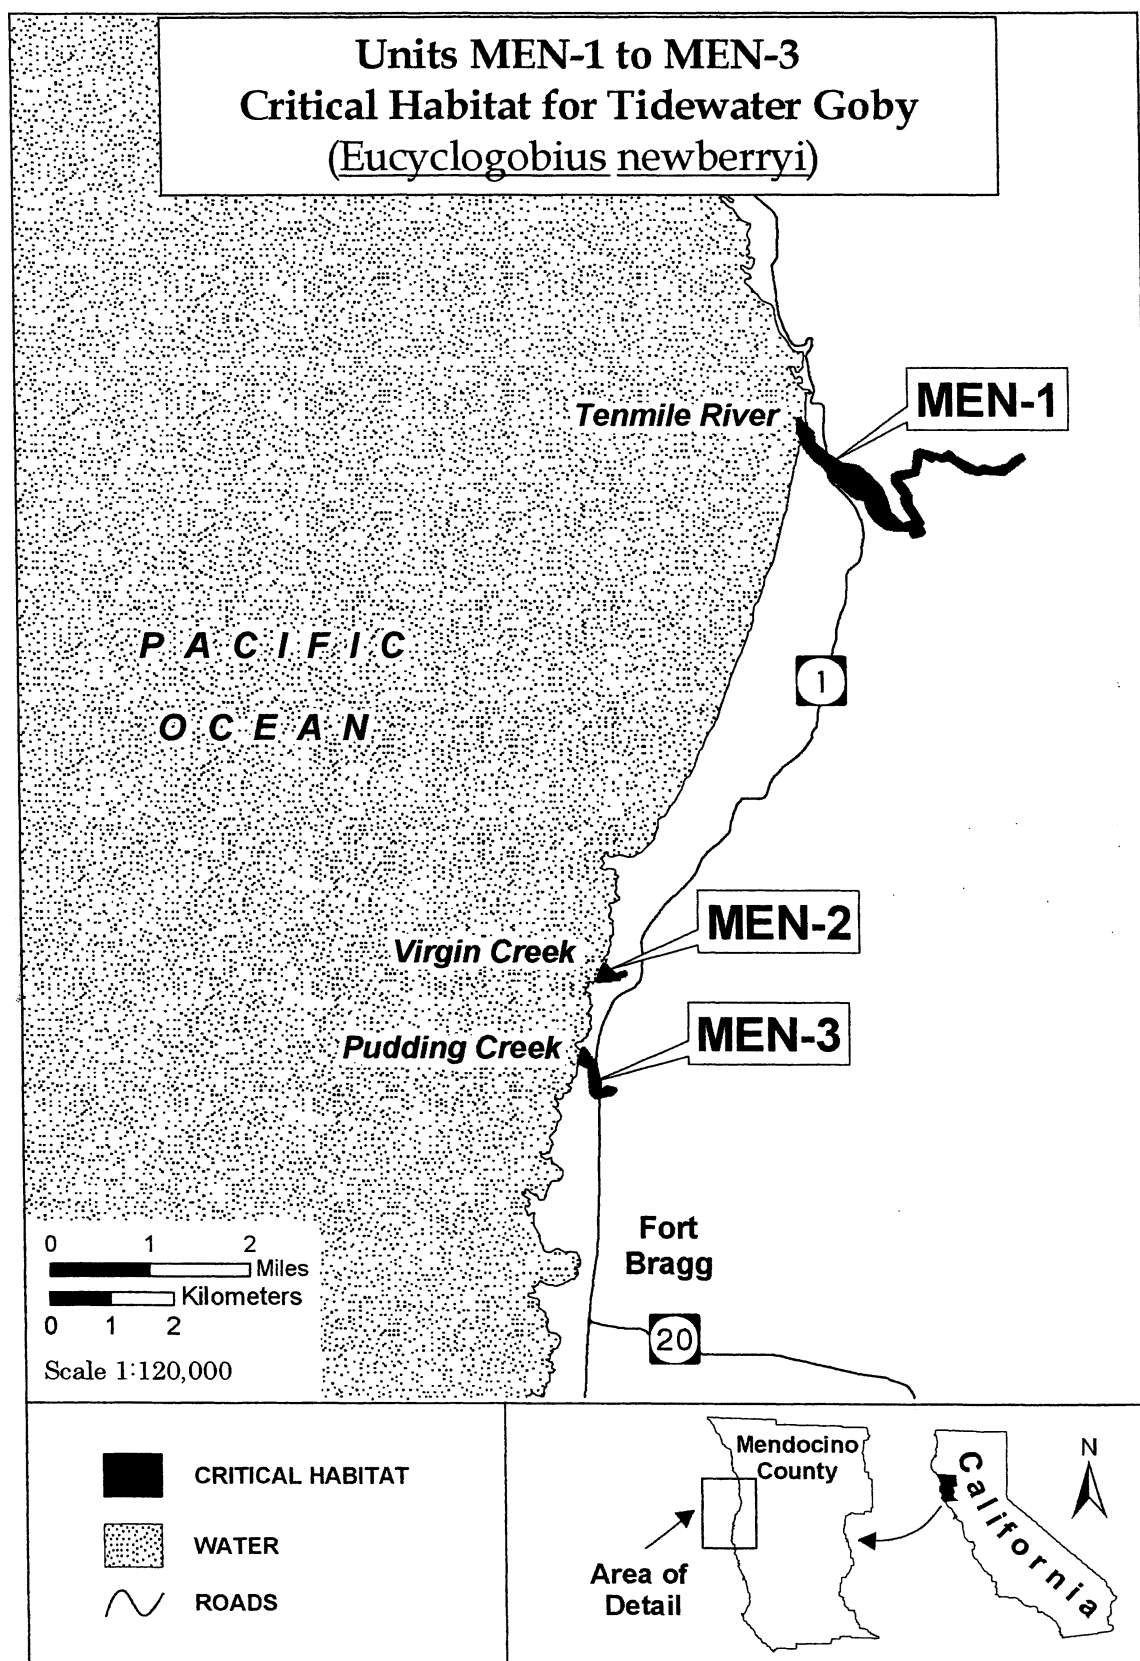 Units MEN-1 to MEN-3
Critical Habitat for Tidewater Goby
(Eucyclogobius newberryi)
Tenmile River
MEN-1
PACIFIC
OCEAN
1
MEN-2
Virgin Creek
MEN-3
Pudding Creek
Fort
Bragg
20
0 1 2
Miles
Kilometers
0 1 2
Scale 1:120,000
CRITICAL HABITAT
WATER
ROADS
Mendocino
County
Area of
Detail
California
N